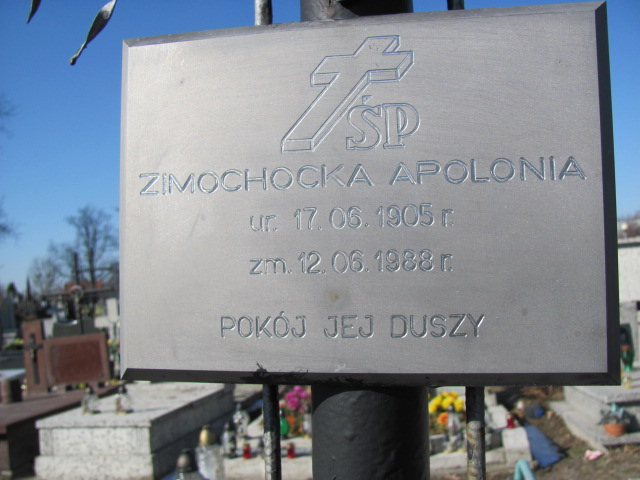 ŚP
ZIMOCHOCKA APOLONIA
ur. 17.06.1905 r.
zm. 12.06.1988 r.
POKÓJ JEJ DUSZY